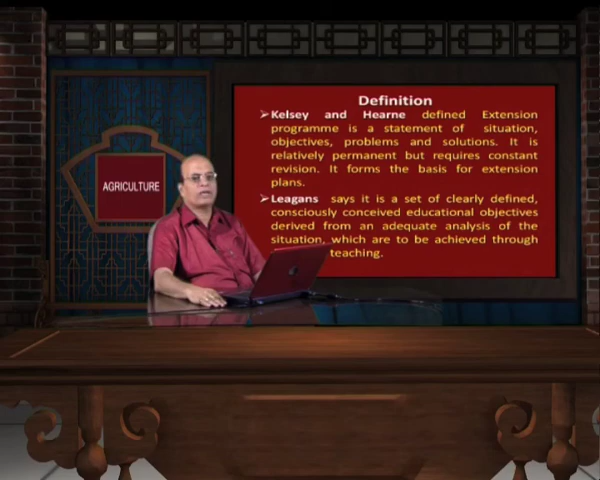 Definition
➢Kelsey and Hearne defined Extension
programme is a statement of situation,
objectives, problems and solutions. It is
relatively permanent but requires constant
revision. It forms the basis for extension
plans.
➢Leagans says it is a set of clearly defined,
consciously conceived educational objectives
derived from an adequate analysis of the
situation, which are to be achieved through
teaching.
AGRICULTURE